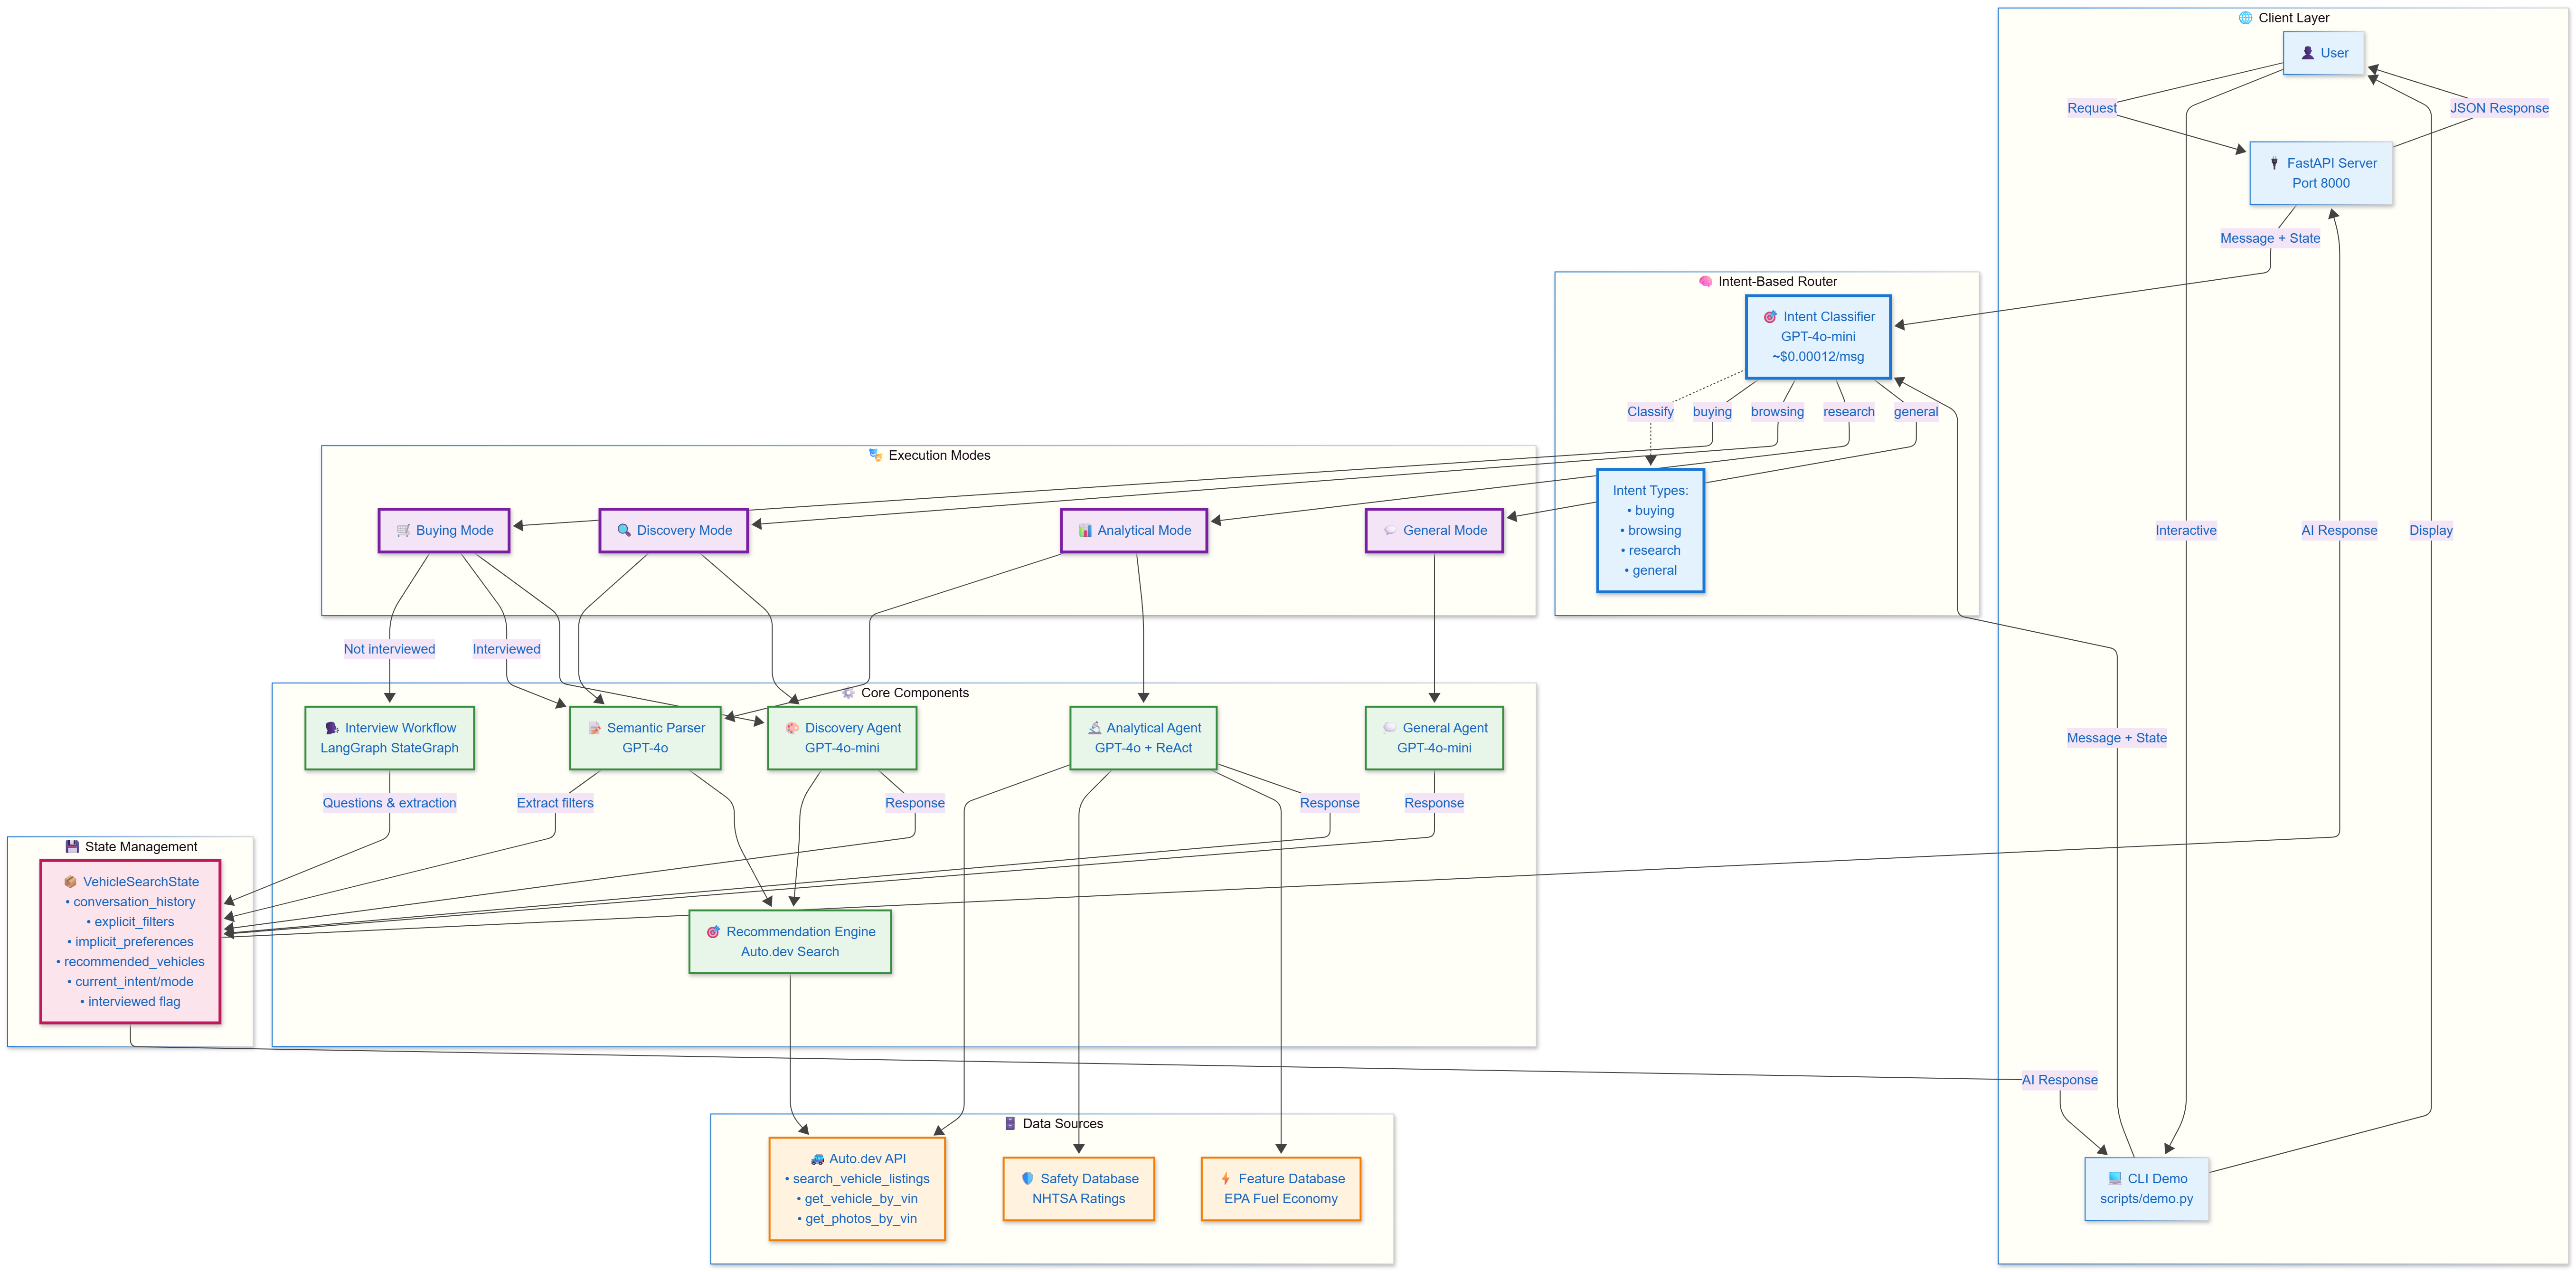 🌐 Client Layer
👤 User
Request
JSON Response
🔌 FastAPI Server
Port 8000
Message + State
🧠 Intent-Based Router
🎯 Intent Classifier
GPT-4o-mini
~$0.00012/msg
Classify
buying
browsing
research
general
Intent Types:
• buying
• browsing
• research
• general
🎭 Execution Modes
🛒 Buying Mode
🔍 Discovery Mode
📊 Analytical Mode
💬 General Mode
Interactive
AI Response
Display
Not interviewed
Interviewed
⚙️ Core Components
🗣️ Interview Workflow
LangGraph StateGraph
📝 Semantic Parser
GPT-4o
🎨 Discovery Agent
GPT-4o-mini
🔬 Analytical Agent
GPT-4o + ReAct
💬 General Agent
GPT-4o-mini
Message + State
Questions & extraction
Extract filters
Response
Response
Response
💾 State Management
📦 VehicleSearchState
• conversation_history
• explicit_filters
• implicit_preferences
• recommended_vehicles
• current_intent/mode
• interviewed flag
🎯 Recommendation Engine
Auto.dev Search
AI Response
🗄️ Data Sources
🚙 Auto.dev API
• search_vehicle_listings
• get_vehicle_by_vin
• get_photos_by_vin
🛡️ Safety Database
NHTSA Ratings
⚡ Feature Database
EPA Fuel Economy
💻 CLI Demo
scripts/demo.py